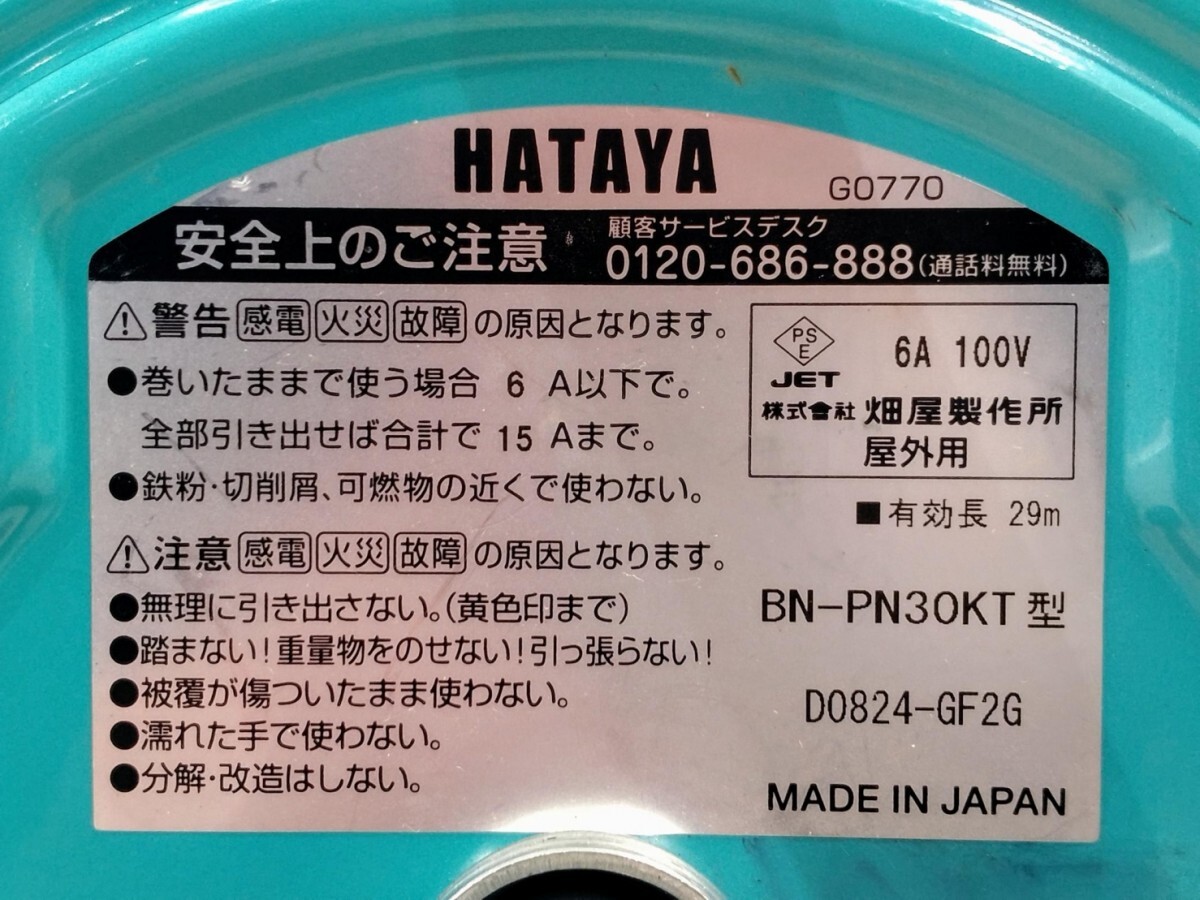 HATAYA
G0770
安全上のご注意
顧客サービスデスク
0120-686-888(通話料無料)
警告 感電 火災 故障 の原因となります。
●巻いたままで使う場合 6 A以下で。
全部引き出せば合計で 15 Aまで。
●鉄粉・切削屑、可燃物の近くで使わない。
注意 感電 火災 故障 の原因となります。
●無理に引き出さない。(黄色印まで)
●踏まない!重量物をのせない!引っ張らない!
●被覆が傷ついたまま使わない。
●濡れた手で使わない。
●分解・改造はしない。
PS
E
JET
6A 100V
株式會社 畑屋製作所
屋外用
■有効長 29m
BN-PN30KT型
D0824-GF2G
MADE IN JAPAN